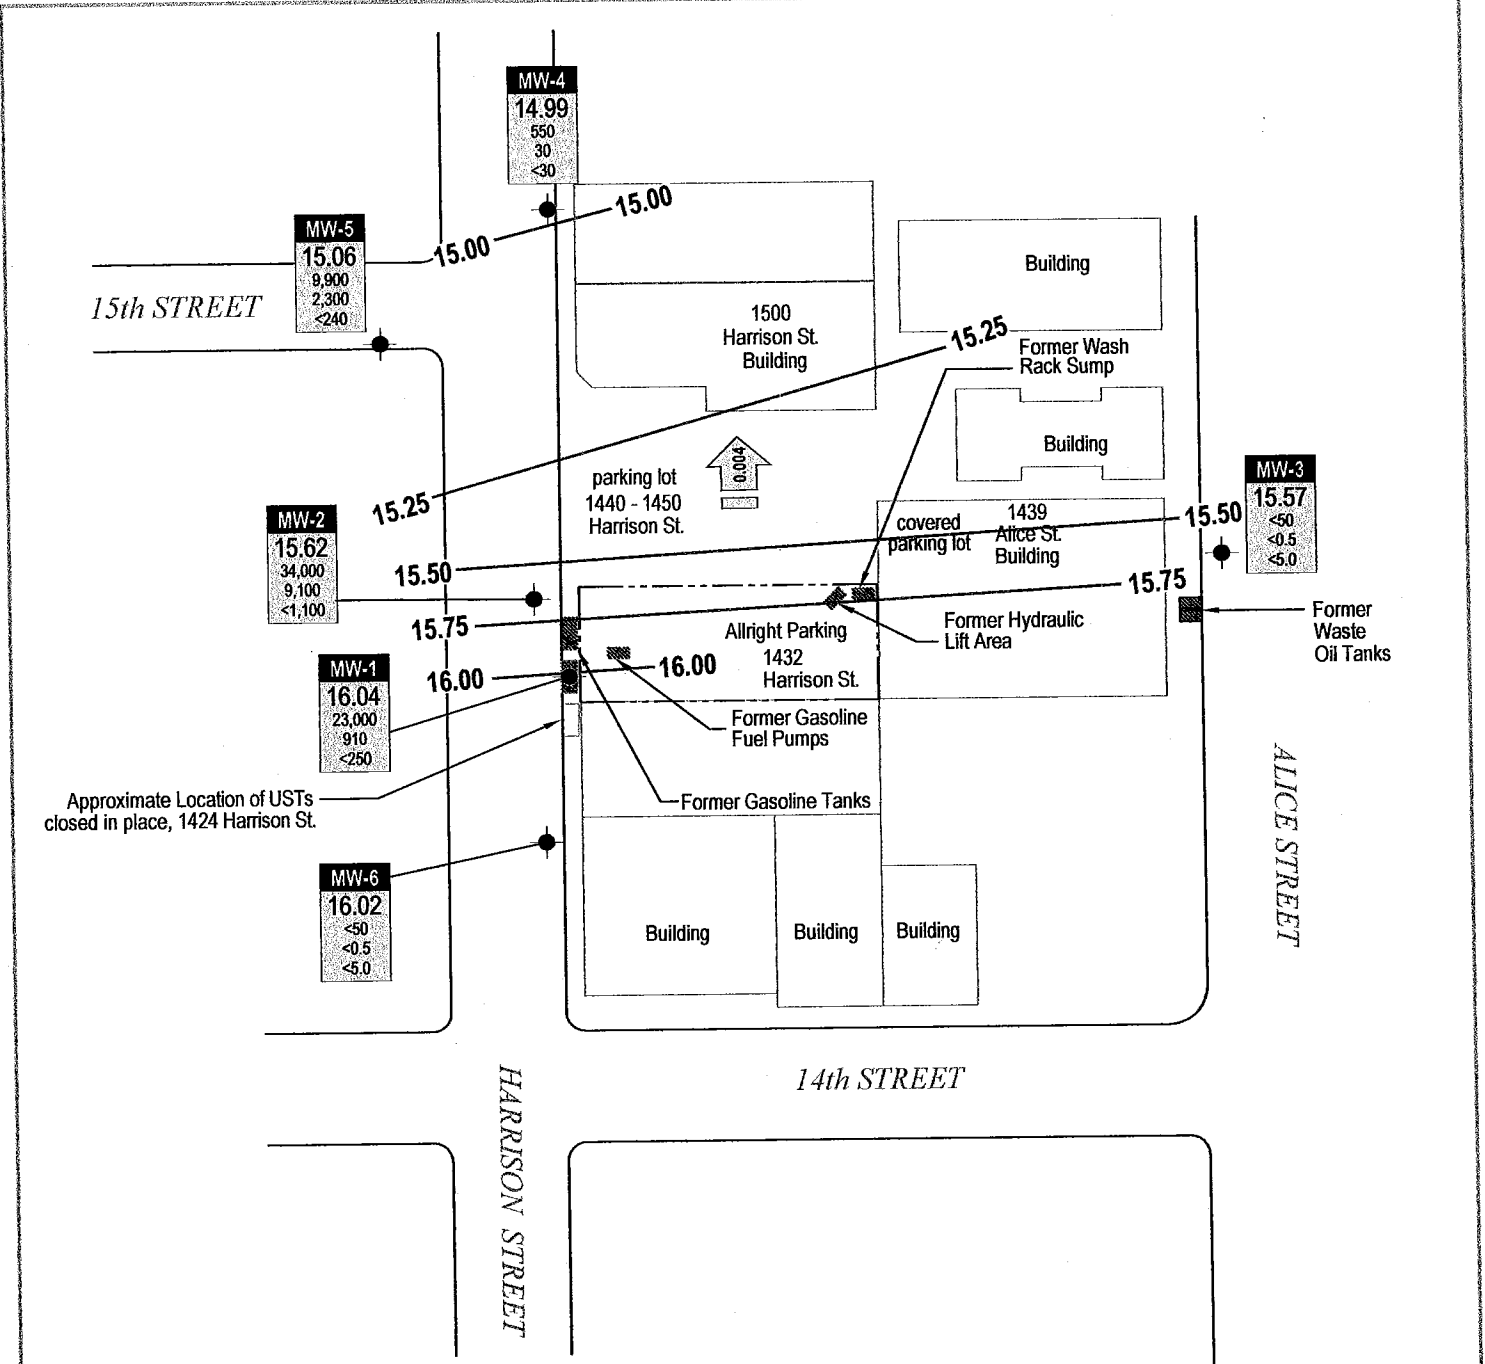 MW-4
14.99
550
30
<30
15.00
15.00
MW-5
15.06
9,900
2,300
<240
15th STREET
Building
1500
Harrison St.
Building
15.25
Former Wash
Rack Sump
Building
0.004
parking lot
1440 - 1450
Harrison St.
15.25
MW-3
15.57
<50
<0.5
<5.0
15.50
1439
Alice St.
Building
covered
parking lot
MW-2
15.62
34,000
9,100
<1,100
15.50
15.75
15.75
Former Hydraulic
Lift Area
Former
Waste
Oil Tanks
Allright Parking
1432
Harrison St.
MW-1
16.04
23,000
910
<250
16.00
16.00
Former Gasoline
Fuel Pumps
Former Gasoline Tanks
Approximate Location of USTs
closed in place, 1424 Harrison St.
ALICE STREET
MW-6
16.02
<50
<0.5
<5.0
Building
Building
Building
14th STREET
HARRISON STREET